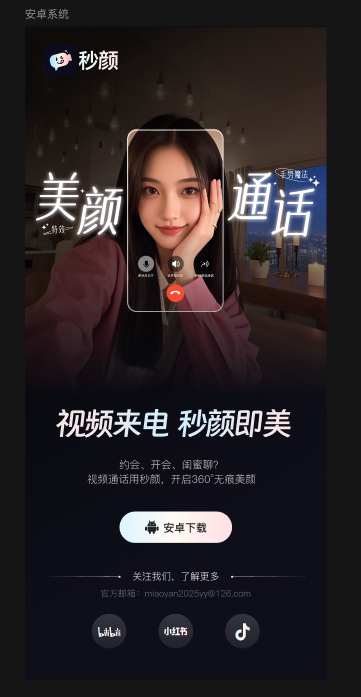 安卓系统
秒颜
美颜
特效
通话
手势魔法
视频来电 秒颜即美
约会、开会、闺蜜聊？
视频通话用秒颜，开启360°无痕美颜
安卓下载
关注我们，了解更多
官方邮箱：miaoyan2025yy@126.com
bilibili
小红书